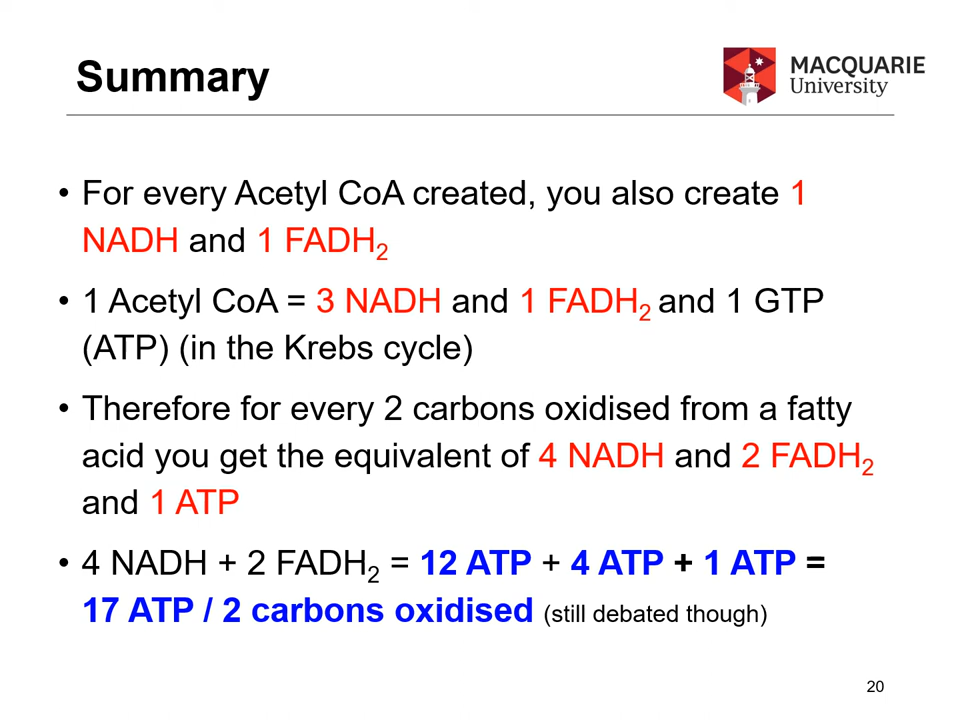 Summary
MACQUARIE
University
• For every Acetyl CoA created, you also create 1
NADH and 1 FADH₂
• 1 Acetyl CoA = 3 NADH and 1 FADH₂ and 1 GTP
(ATP) (in the Krebs cycle)
• Therefore for every 2 carbons oxidised from a fatty
acid you get the equivalent of 4 NADH and 2 FADH₂
and 1 ATP
• 4 NADH + 2 FADH₂ = 12 ATP + 4 ATP + 1 ATP =
17 ATP / 2 carbons oxidised (still debated though)
20